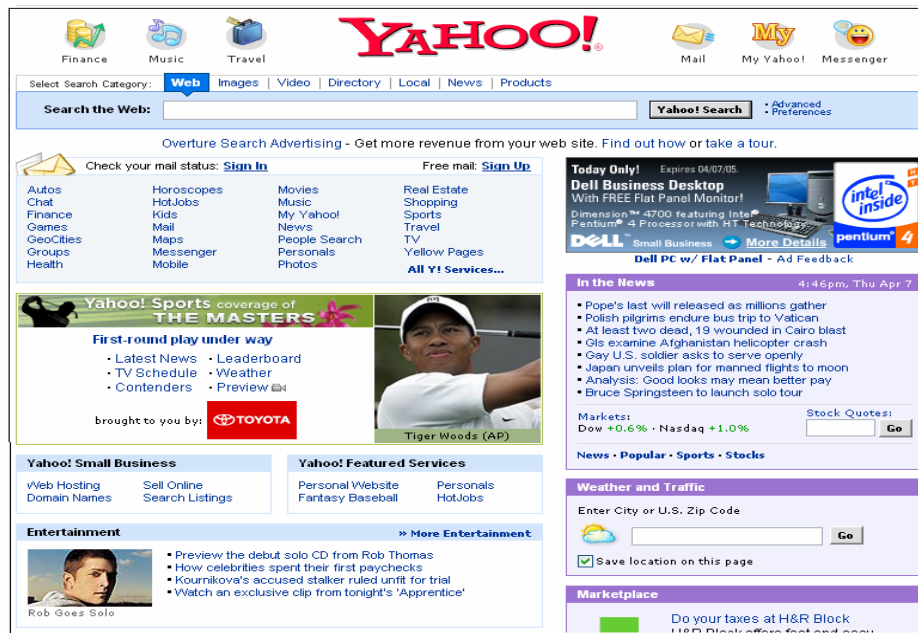 Finance
Music
Travel
YAHOO!®
Mail
My
My Yahoo!
Messenger
Select Search Category: Web Images | Video | Directory | Local | News | Products
Search the Web: Yahoo! Search
• Advanced
• Preferences
Overture Search Advertising - Get more revenue from your web site. Find out how or take a tour.
Check your mail status: Sign In Free mail: Sign Up
Autos Horoscopes Movies Real Estate
Chat HotJobs Music Shopping
Finance Kids My Yahoo! Sports
Games Mail News Travel
GeoCities Maps People Search TV
Groups Messenger Personals Yellow Pages
Health Mobile Photos All Y! Services...
Today Only! Expires 04/07/05.
Dell Business Desktop
With FREE Flat Panel Monitor!
Dimension™ 4700 featuring Intel®
Pentium® 4 Processor with HT Technology.
DELL™ Small Business More Details
intel®
inside™
pentium® 4
HT
Dell PC w/ Flat Panel - Ad Feedback
Yahoo! Sports coverage of
THE MASTERS
First-round play under way
• Latest News • Leaderboard
• TV Schedule • Weather
• Contenders • Preview
brought to you by: TOYOTA
Tiger Woods (AP)
In the News 4:46pm, Thu Apr 7
• Pope's last will released as millions gather
• Polish pilgrims endure bus trip to Vatican
• At least two dead, 19 wounded in Cairo blast
• GIs examine Afghanistan helicopter crash
• Gay U.S. soldier asks to serve openly
• Japan unveils plan for manned flights to moon
• Analysis: Good looks may mean better pay
• Bruce Springsteen to launch solo tour
Markets:
Dow +0.6% · Nasdaq +1.0%
Stock Quotes:
Go
News • Popular • Sports • Stocks
Yahoo! Small Business
Web Hosting Sell Online
Domain Names Search Listings
Yahoo! Featured Services
Personal Website Personals
Fantasy Baseball HotJobs
Weather and Traffic
Enter City or U.S. Zip Code
Go
Save location on this page
Entertainment » More Entertainment
• Preview the debut solo CD from Rob Thomas
• How celebrities spent their first paychecks
• Kournikova's accused stalker ruled unfit for trial
• Watch an exclusive clip from tonight's 'Apprentice'
Rob Goes Solo
Marketplace
Do your taxes at H&R Block
H&R Block offers fast and easy